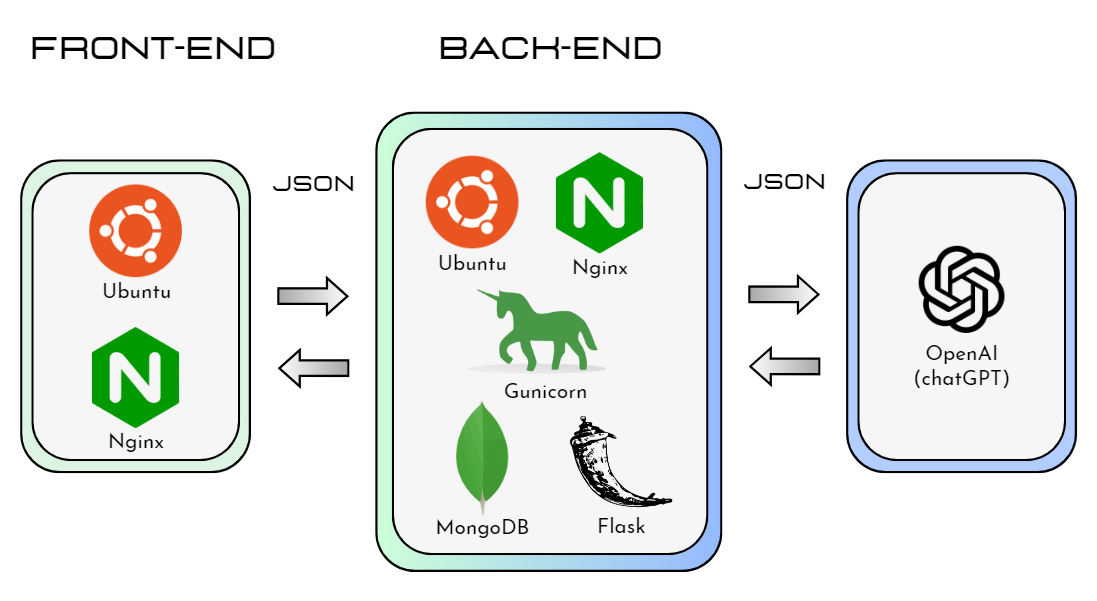 FRONT-END
BACK-END
JSON
JSON
Ubuntu
Nginx
Ubuntu
Nginx
Gunicorn
MongoDB
Flask
OpenAI
(chatGPT)